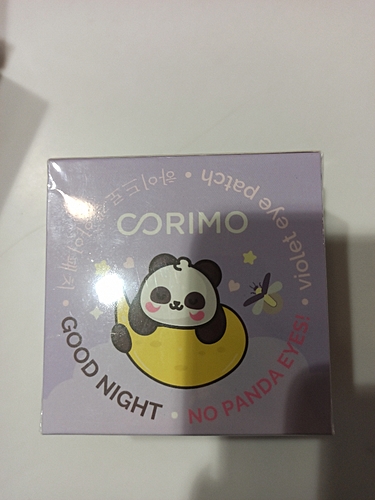 CORIMO
violet eye patch
GOOD NIGHT • NO PANDA EYES!